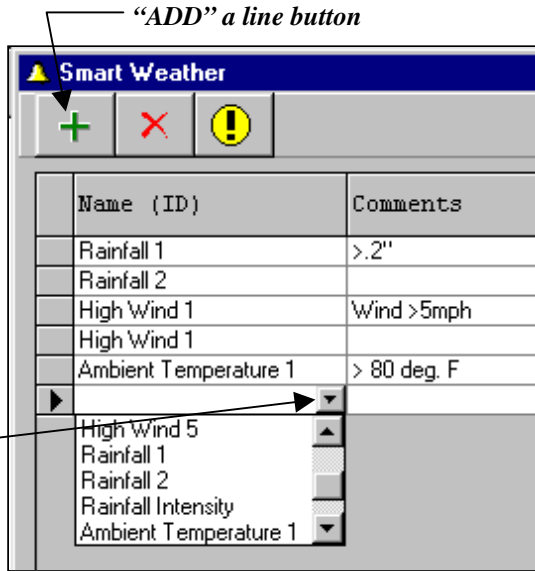 “ADD” a line button
Smart Weather
Name (ID) Comments
Rainfall 1 >.2"
Rainfall 2
High Wind 1 Wind >5mph
High Wind 1
Ambient Temperature 1 > 80 deg. F
High Wind 5
Rainfall 1
Rainfall 2
Rainfall Intensity
Ambient Temperature 1